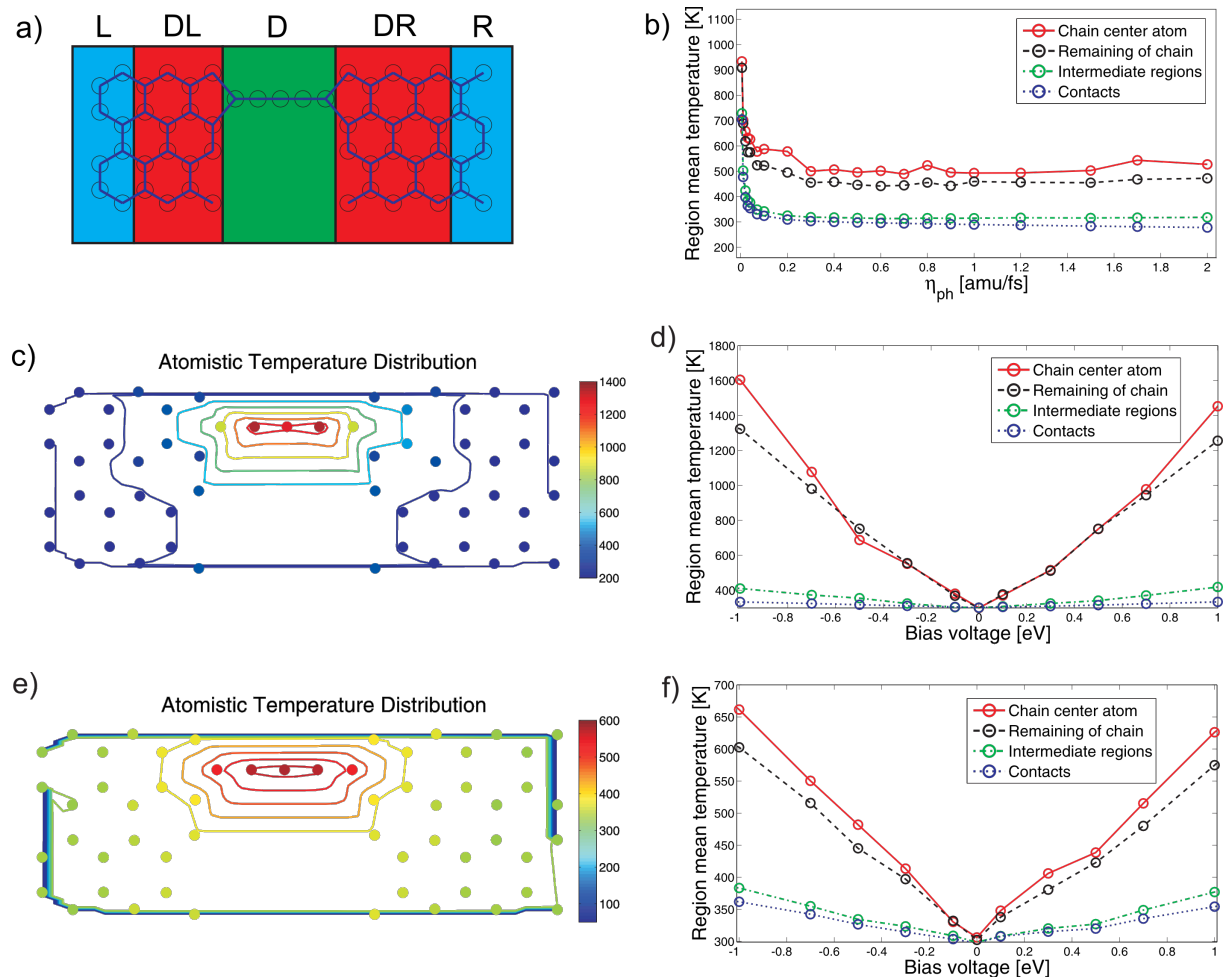 a)
L DL D DR R
b)
Region mean temperature [K]
1100
1000
900
800
700
600
500
400
300
200
0 0.2 0.4 0.6 0.8 1 1.2 1.4 1.6 1.8 2
η_ph [amu/fs]
Chain center atom
Remaining of chain
Intermediate regions
Contacts
c)
Atomistic Temperature Distribution
1400
1200
1000
800
600
400
200
d)
Region mean temperature [K]
1800
1600
1400
1200
1000
800
600
400
-1 -0.8 -0.6 -0.4 -0.2 0 0.2 0.4 0.6 0.8 1
Bias voltage [eV]
Chain center atom
Remaining of chain
Intermediate regions
Contacts
e)
Atomistic Temperature Distribution
600
500
400
300
200
100
f)
Region mean temperature [K]
700
650
600
550
500
450
400
350
300
-1 -0.8 -0.6 -0.4 -0.2 0 0.2 0.4 0.6 0.8 1
Bias voltage [eV]
Chain center atom
Remaining of chain
Intermediate regions
Contacts